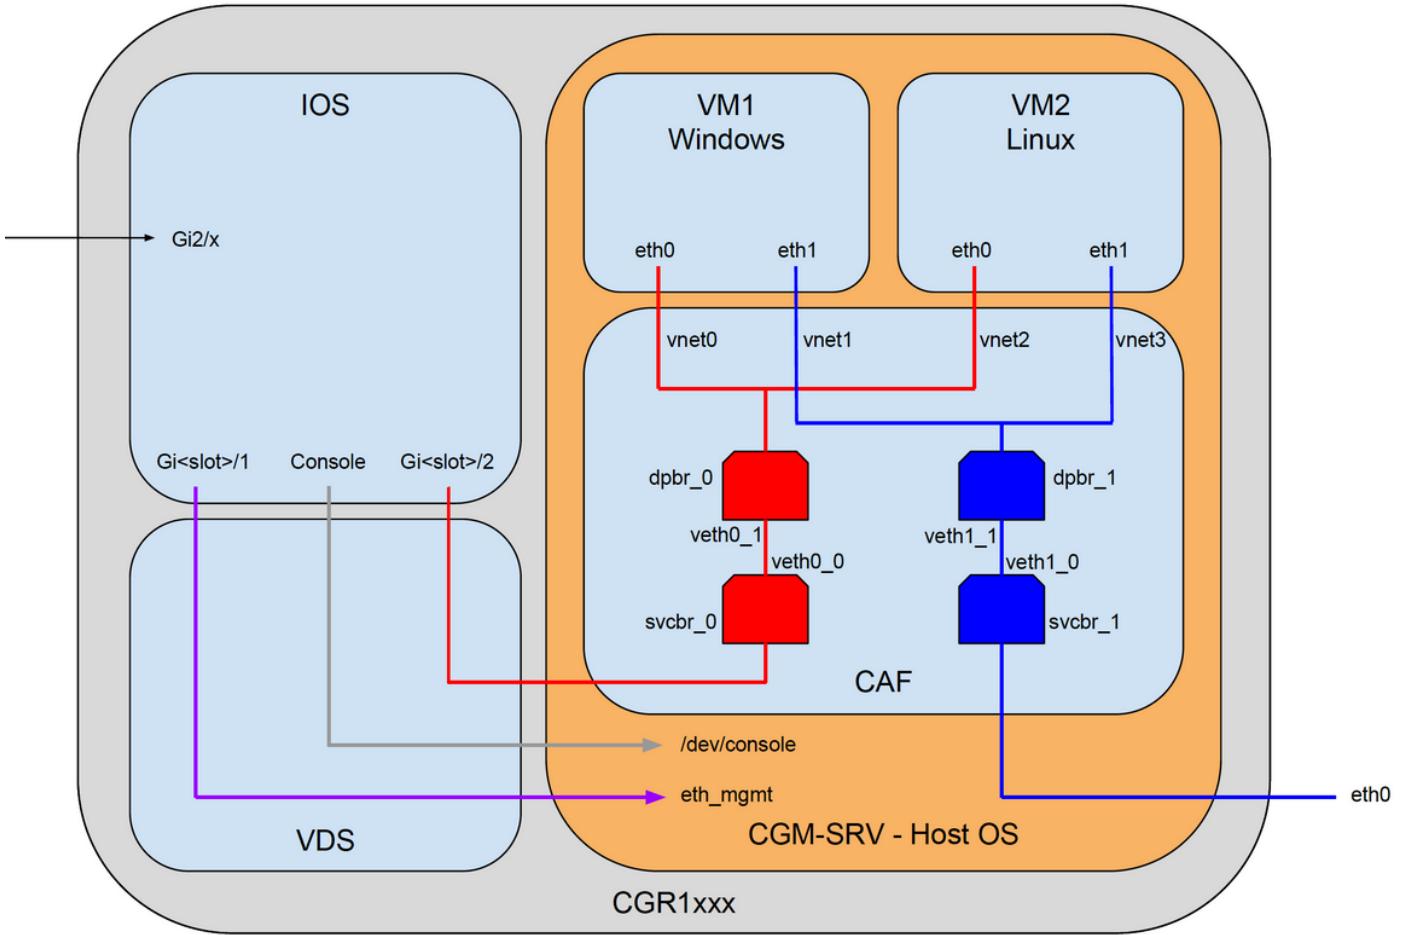 IOS
VM1
Windows
VM2
Linux
Gi2/x
eth0
eth1
eth0
eth1
vnet0
vnet1
vnet2
vnet3
Gi<slot>/1
Console
Gi<slot>/2
dpbr_0
dpbr_1
veth0_1
veth1_1
veth0_0
veth1_0
svcbr_0
svcbr_1
CAF
/dev/console
eth_mgmt
eth0
VDS
CGM-SRV - Host OS
CGR1xxx